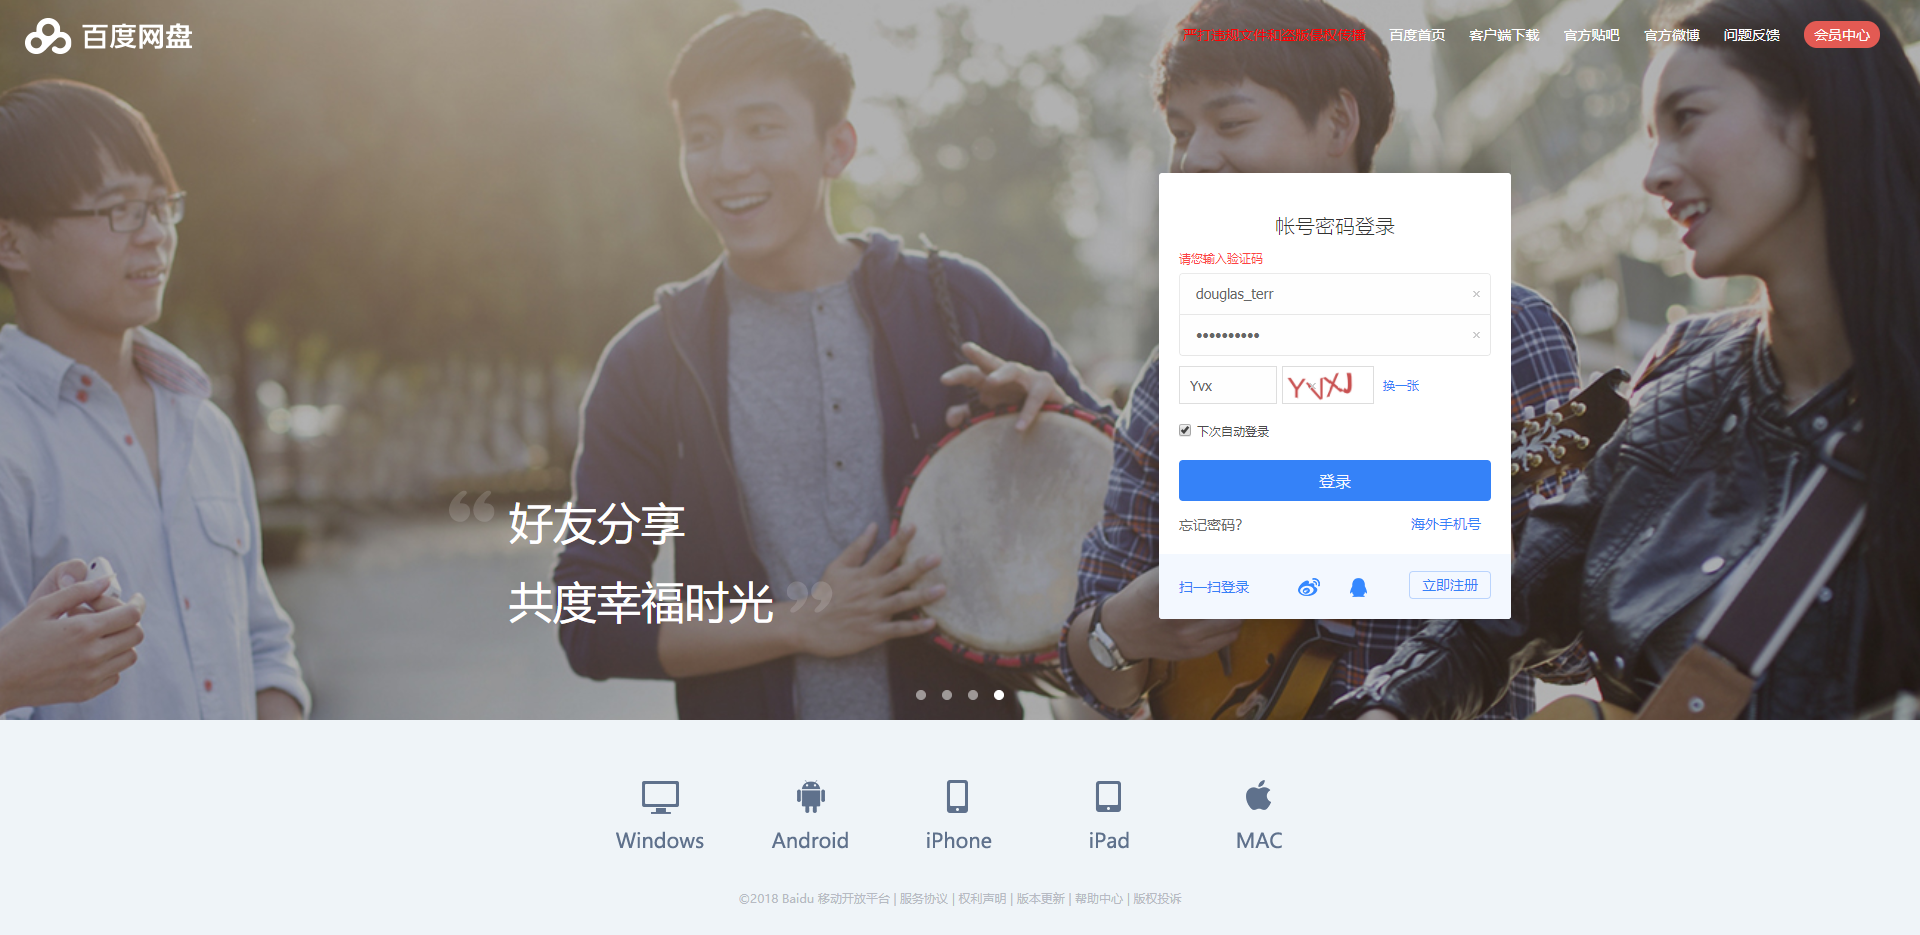 百度网盘
严打违规文件和盗版侵权传播 百度首页 客户端下载 官方贴吧 官方微博 问题反馈 会员中心
帐号密码登录
请您输入验证码
douglas_terr ×
•••••••••• ×
Yvx YVXJ 换一张
下次自动登录
登录
忘记密码? 海外手机号
扫一扫登录 立即注册
“ 好友分享
共度幸福时光 ”
Windows Android iPhone iPad MAC
©2018 Baidu 移动开放平台 | 服务协议 | 权利声明 | 版本更新 | 帮助中心 | 版权投诉